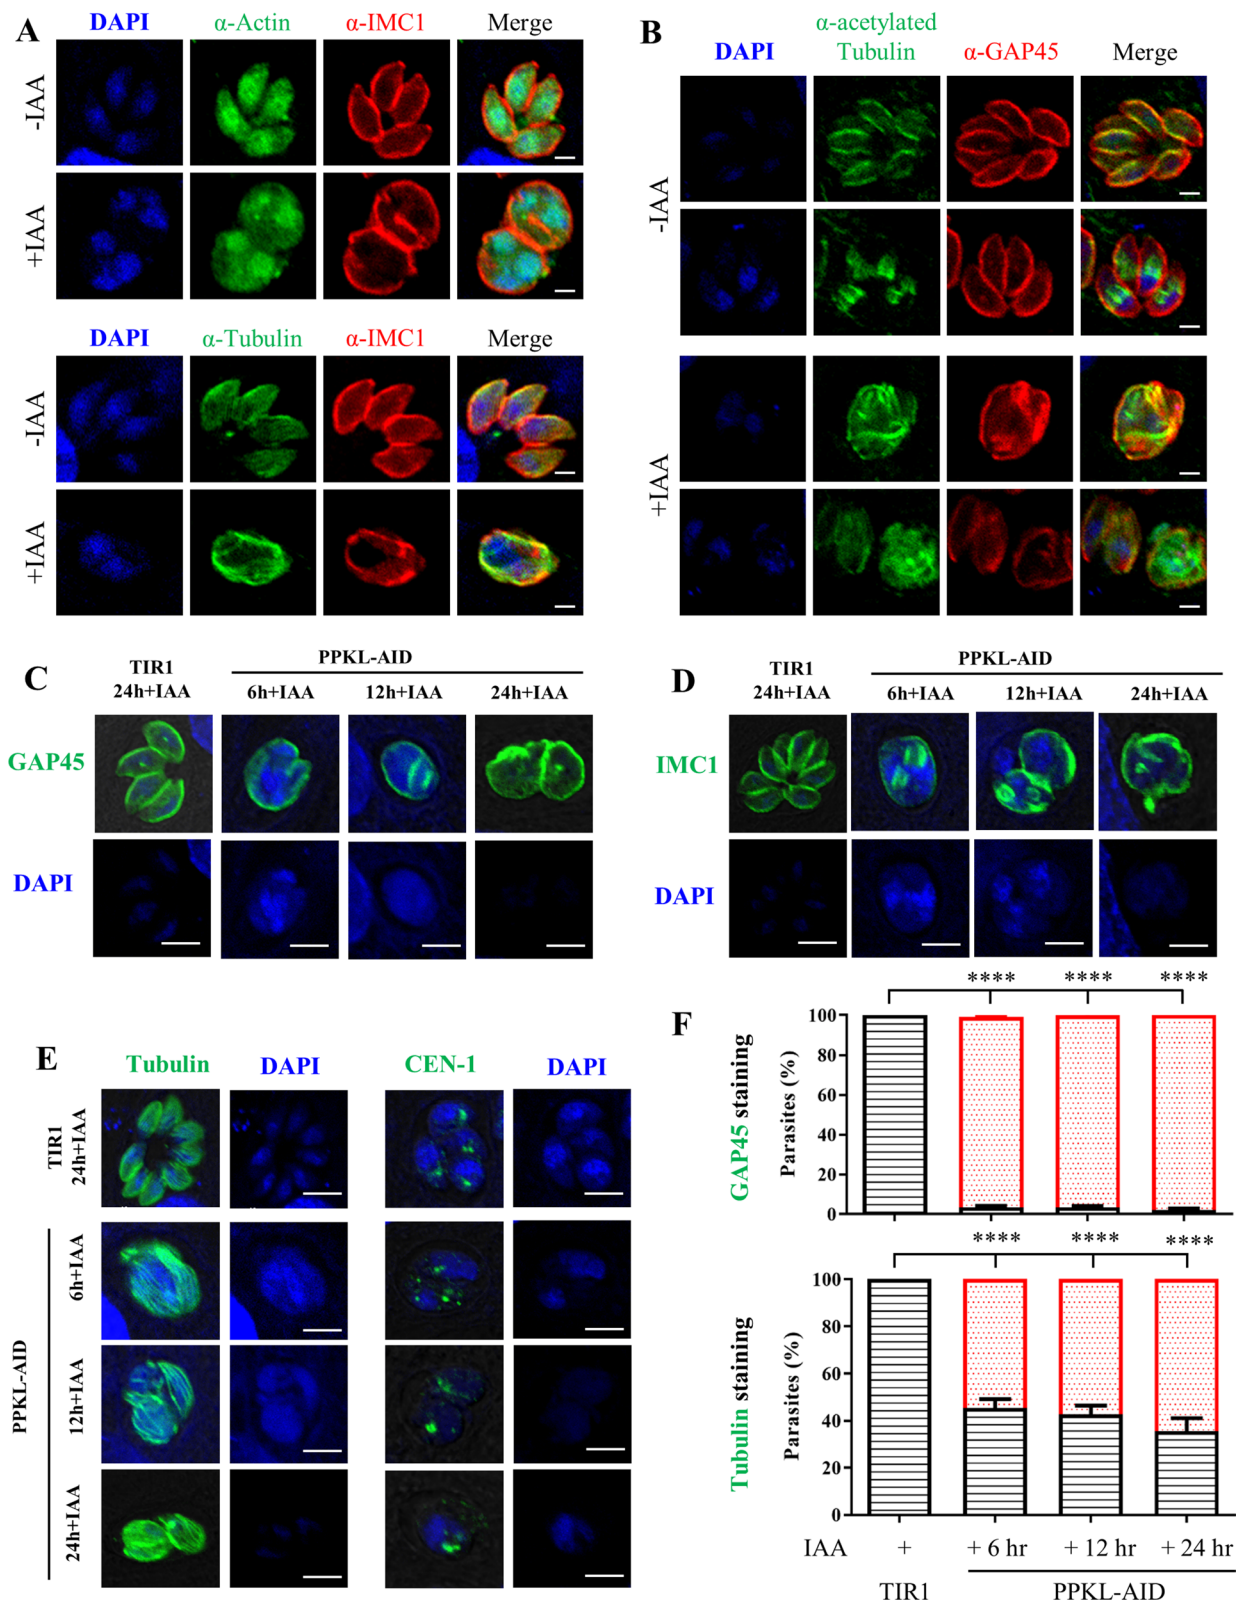 A
DAPI α-Actin α-IMC1 Merge
-IAA
+IAA
DAPI α-Tubulin α-IMC1 Merge
-IAA
+IAA
B
α-acetylated
DAPI Tubulin α-GAP45 Merge
-IAA
+IAA
C
TIR1 PPKL-AID
24h+IAA 6h+IAA 12h+IAA 24h+IAA
GAP45
DAPI
D
TIR1 PPKL-AID
24h+IAA 6h+IAA 12h+IAA 24h+IAA
IMC1
DAPI
E
Tubulin DAPI CEN-1 DAPI
TIR1
24h+IAA
PPKL-AID
6h+IAA
12h+IAA
24h+IAA
F
**** **** ****
GAP45 staining
Parasites (%)
100
80
60
40
20
0
**** **** ****
Tubulin staining
Parasites (%)
100
80
60
40
20
0
IAA + + 6 hr + 12 hr + 24 hr
TIR1 PPKL-AID